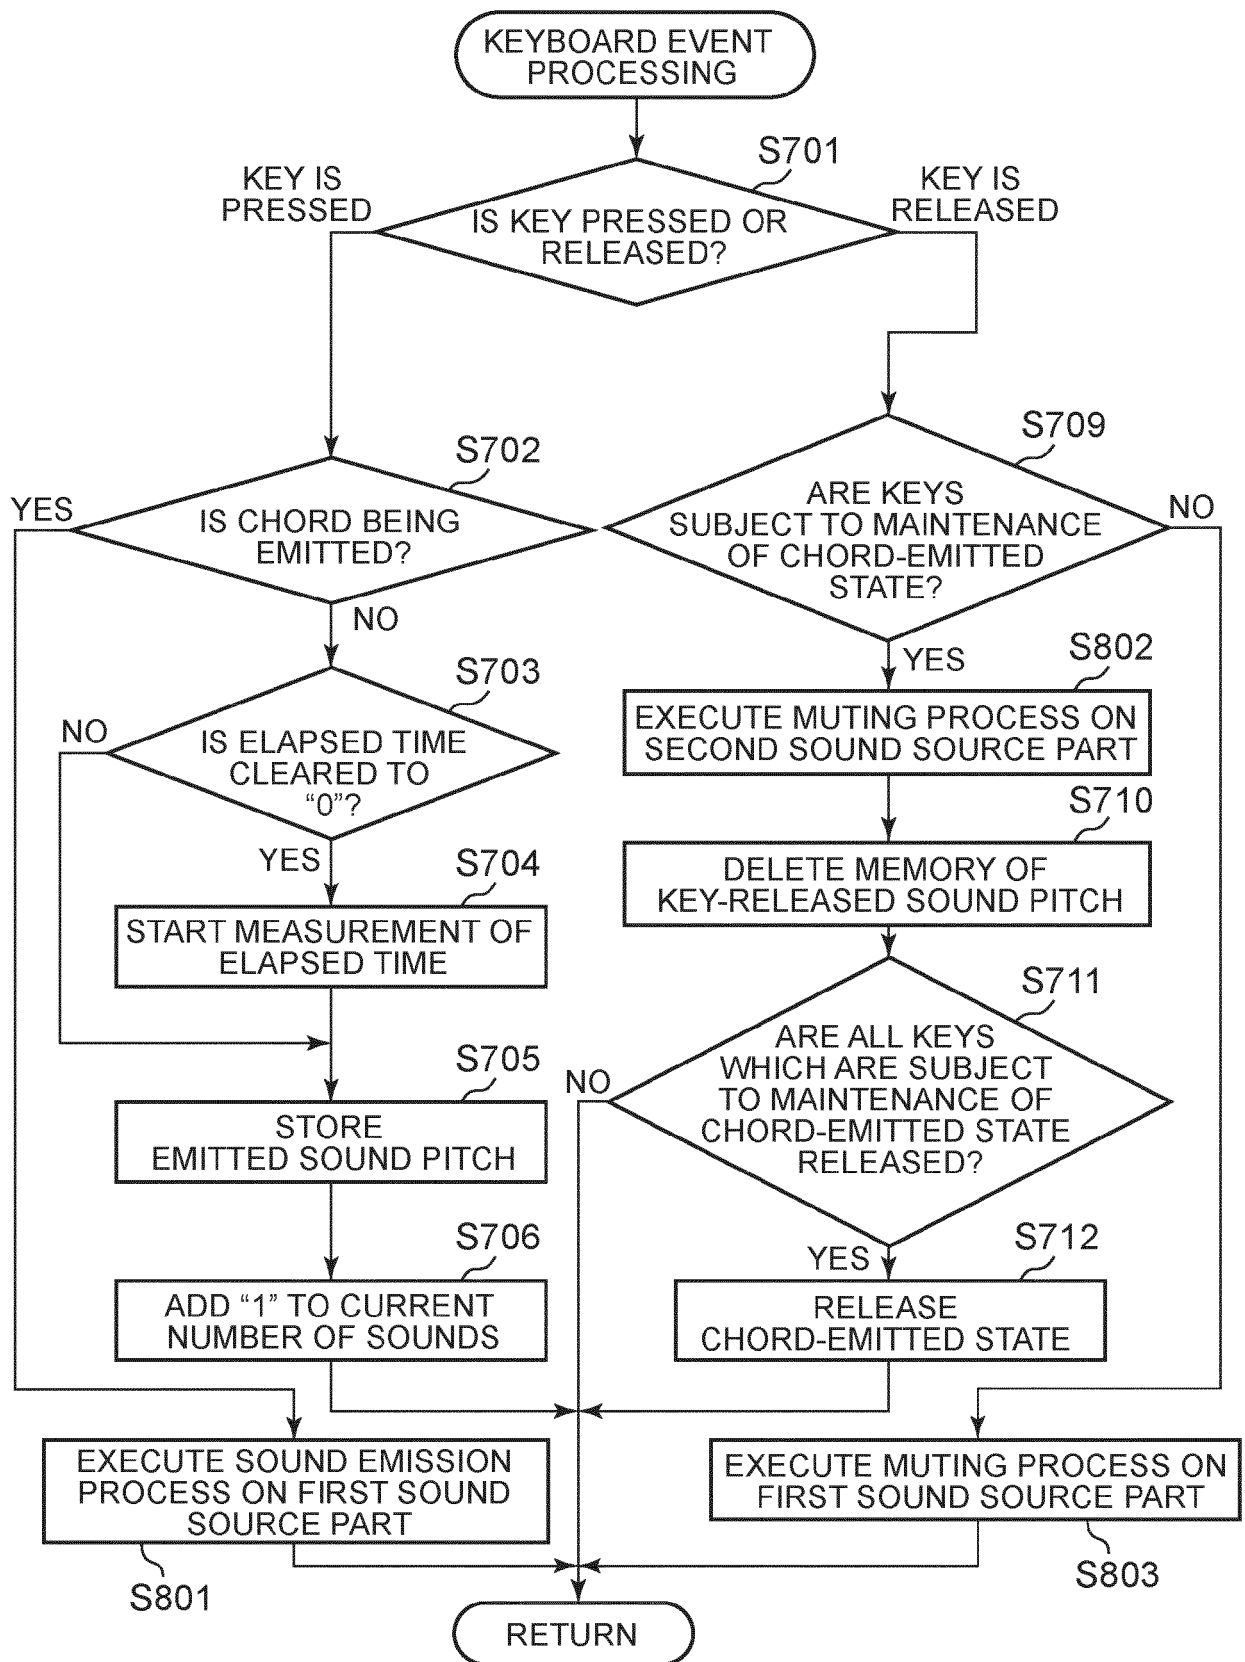 KEYBOARD EVENT
PROCESSING
S701
KEY IS
PRESSED
IS KEY PRESSED OR
RELEASED?
KEY IS
RELEASED
S702
YES
IS CHORD BEING
EMITTED?
NO
S703
NO
IS ELAPSED TIME
CLEARED TO
“0”?
YES
S704
START MEASUREMENT OF
ELAPSED TIME
S705
STORE
EMITTED SOUND PITCH
S706
ADD “1” TO CURRENT
NUMBER OF SOUNDS
EXECUTE SOUND EMISSION
PROCESS ON FIRST SOUND
SOURCE PART
S801
S709
ARE KEYS
SUBJECT TO MAINTENANCE
OF CHORD-EMITTED
STATE?
NO
YES
S802
EXECUTE MUTING PROCESS ON
SECOND SOUND SOURCE PART
S710
DELETE MEMORY OF
KEY-RELEASED SOUND PITCH
S711
NO
ARE ALL KEYS
WHICH ARE SUBJECT
TO MAINTENANCE OF
CHORD-EMITTED STATE
RELEASED?
YES
S712
RELEASE
CHORD-EMITTED STATE
EXECUTE MUTING PROCESS ON
FIRST SOUND SOURCE PART
S803
RETURN